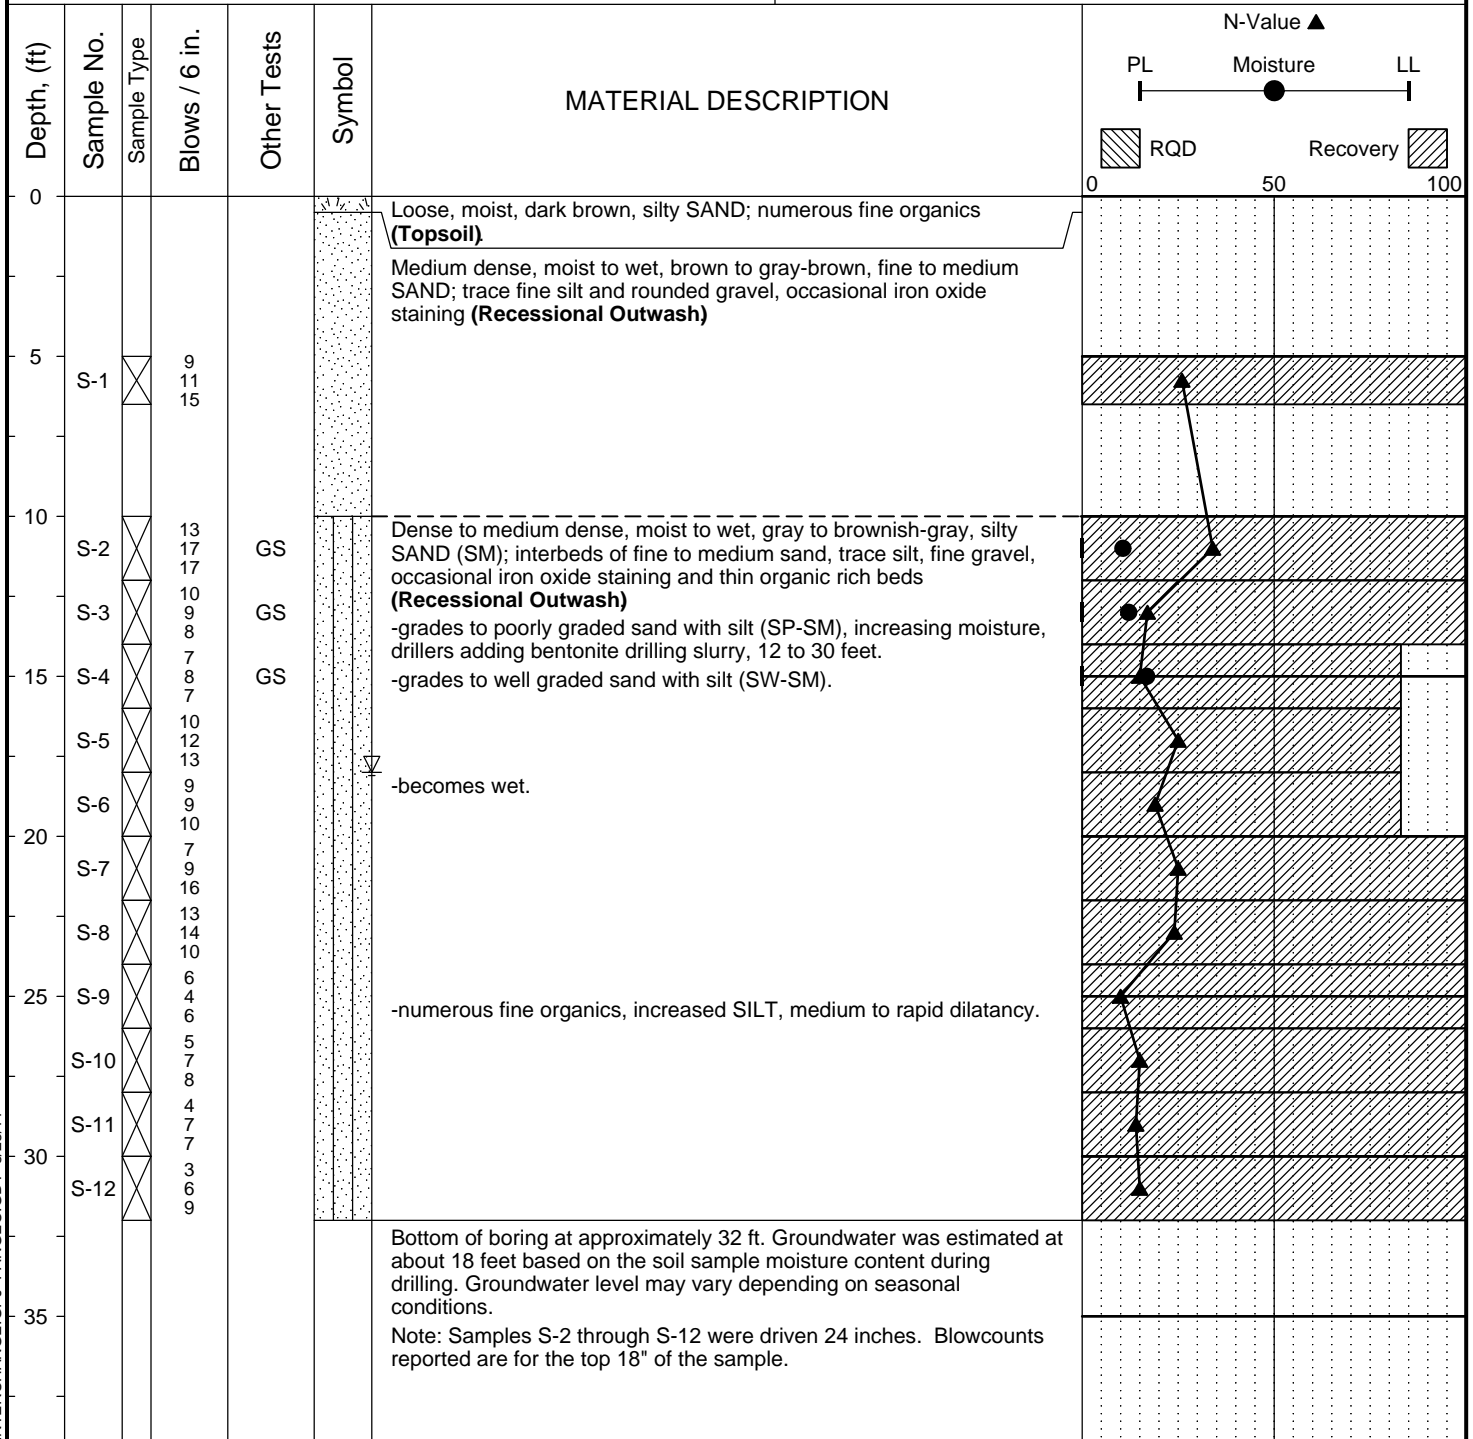 Depth, (ft)
Sample No.
Sample Type
Blows / 6 in.
Other Tests
Symbol
MATERIAL DESCRIPTION
N-Value
PL Moisture LL
RQD Recovery
0 50 100
0
Loose, moist, dark brown, silty SAND; numerous fine organics
(Topsoil).
Medium dense, moist to wet, brown to gray-brown, fine to medium
SAND; trace fine silt and rounded gravel, occasional iron oxide
staining (Recessional Outwash)
5
S-1
9
11
15
10
S-2
13
17
17
GS
Dense to medium dense, moist to wet, gray to brownish-gray, silty
SAND (SM); interbeds of fine to medium sand, trace silt, fine gravel,
occasional iron oxide staining and thin organic rich beds
(Recessional Outwash)
S-3
10
9
8
GS
-grades to poorly graded sand with silt (SP-SM), increasing moisture,
drillers adding bentonite drilling slurry, 12 to 30 feet.
15
S-4
7
8
7
GS
-grades to well graded sand with silt (SW-SM).
S-5
10
12
13
S-6
9
9
10
-becomes wet.
20
S-7
7
9
16
S-8
13
14
10
25
S-9
6
4
6
-numerous fine organics, increased SILT, medium to rapid dilatancy.
S-10
5
7
8
S-11
4
7
7
30
S-12
3
6
9
Bottom of boring at approximately 32 ft. Groundwater was estimated at
about 18 feet based on the soil sample moisture content during
drilling. Groundwater level may vary depending on seasonal
conditions.
35
Note: Samples S-2 through S-12 were driven 24 inches. Blowcounts
reported are for the top 18" of the sample.